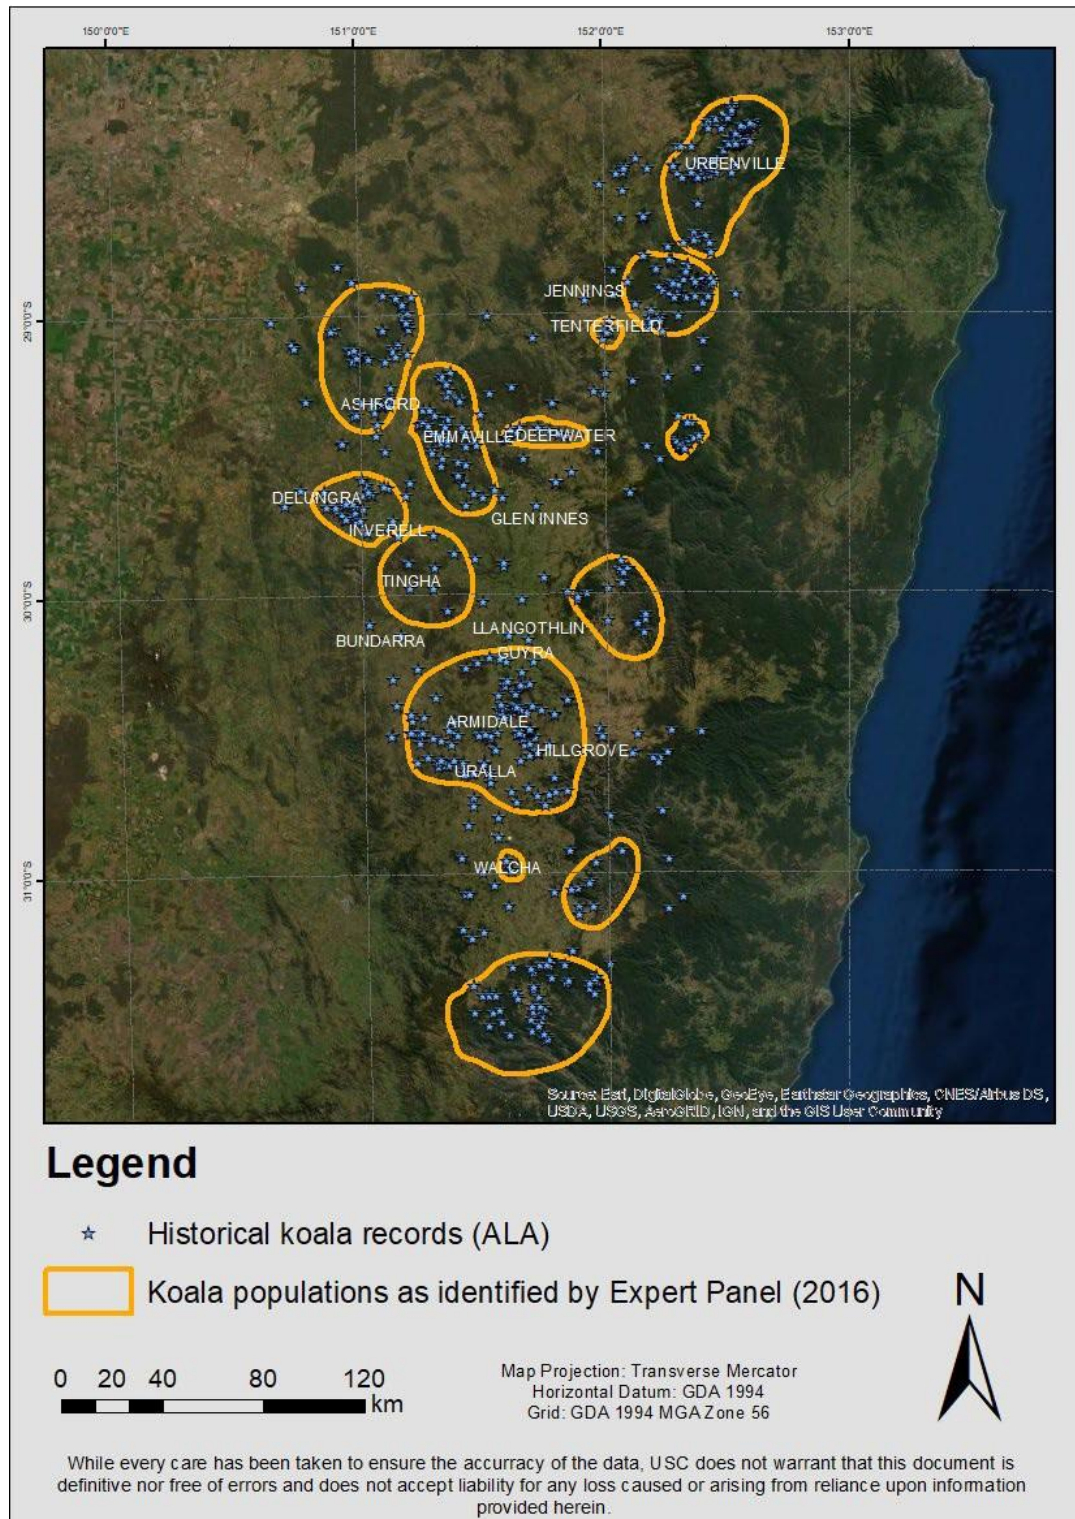 150°0'0"E 151°0'0"E 152°0'0"E 153°0'0"E
URBENVILLE
JENNINGS
29°0'0"S
TENTERFIELD
ASHFORD
EMMAVILLE DEEPWATER
DELUNGRA
GLEN INNES
INVERELL
TINGHA
30°0'0"S
LLANGOTHLIN
BUNDARRA
GUYRA
ARMIDALE
HILLGROVE
URALLA
WALCHA
31°0'0"S
Source: Esri, DigitalGlobe, GeoEye, Earthstar Geographics, CNES/Airbus DS,
USDA, USGS, AeroGRID, IGN, and the GIS User Community
Legend
Historical koala records (ALA)
Koala populations as identified by Expert Panel (2016)
N
0 20 40 80 120
km
Map Projection: Transverse Mercator
Horizontal Datum: GDA 1994
Grid: GDA 1994 MGA Zone 56
While every care has been taken to ensure the accurracy of the data, USC does not warrant that this document is
definitive nor free of errors and does not accept liability for any loss caused or arising from reliance upon information
provided herein.